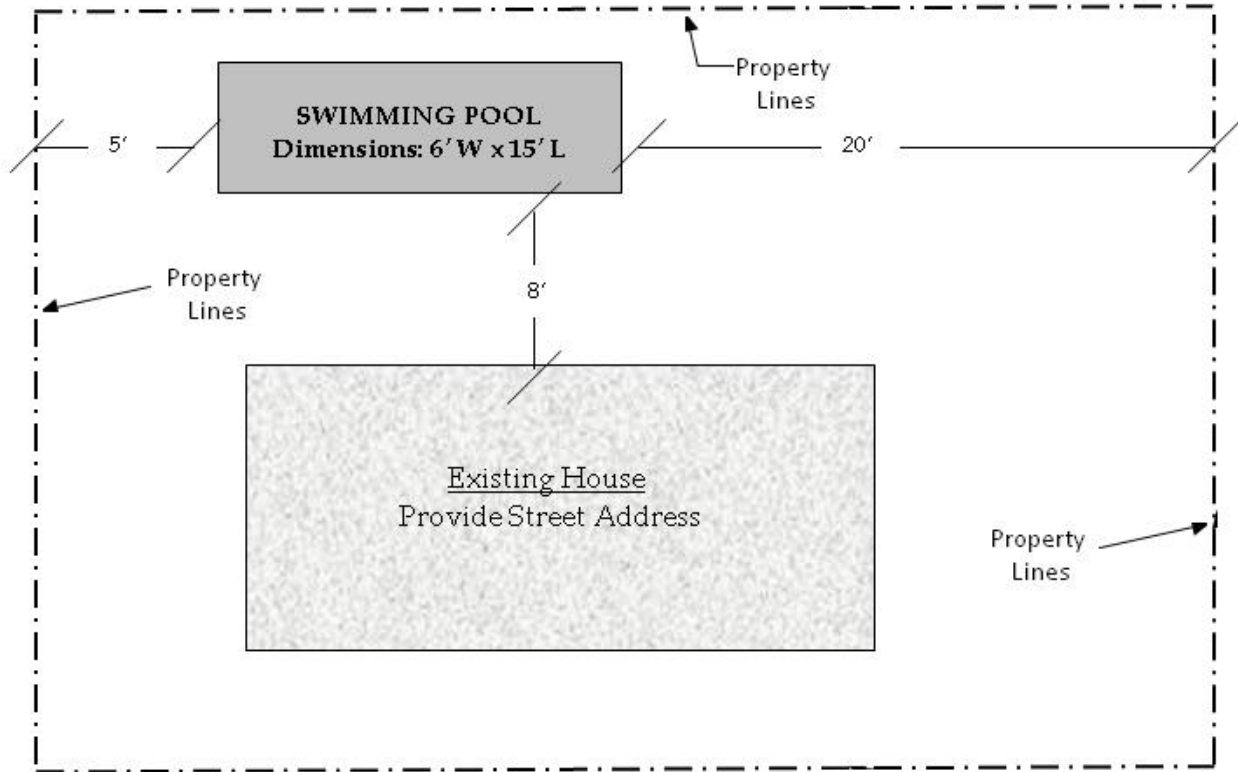 Property
Lines
SWIMMING POOL
Dimensions: 6′ W x 15′ L
5′
20′
Property
Lines
8′
Existing House
Provide Street Address
Property
Lines